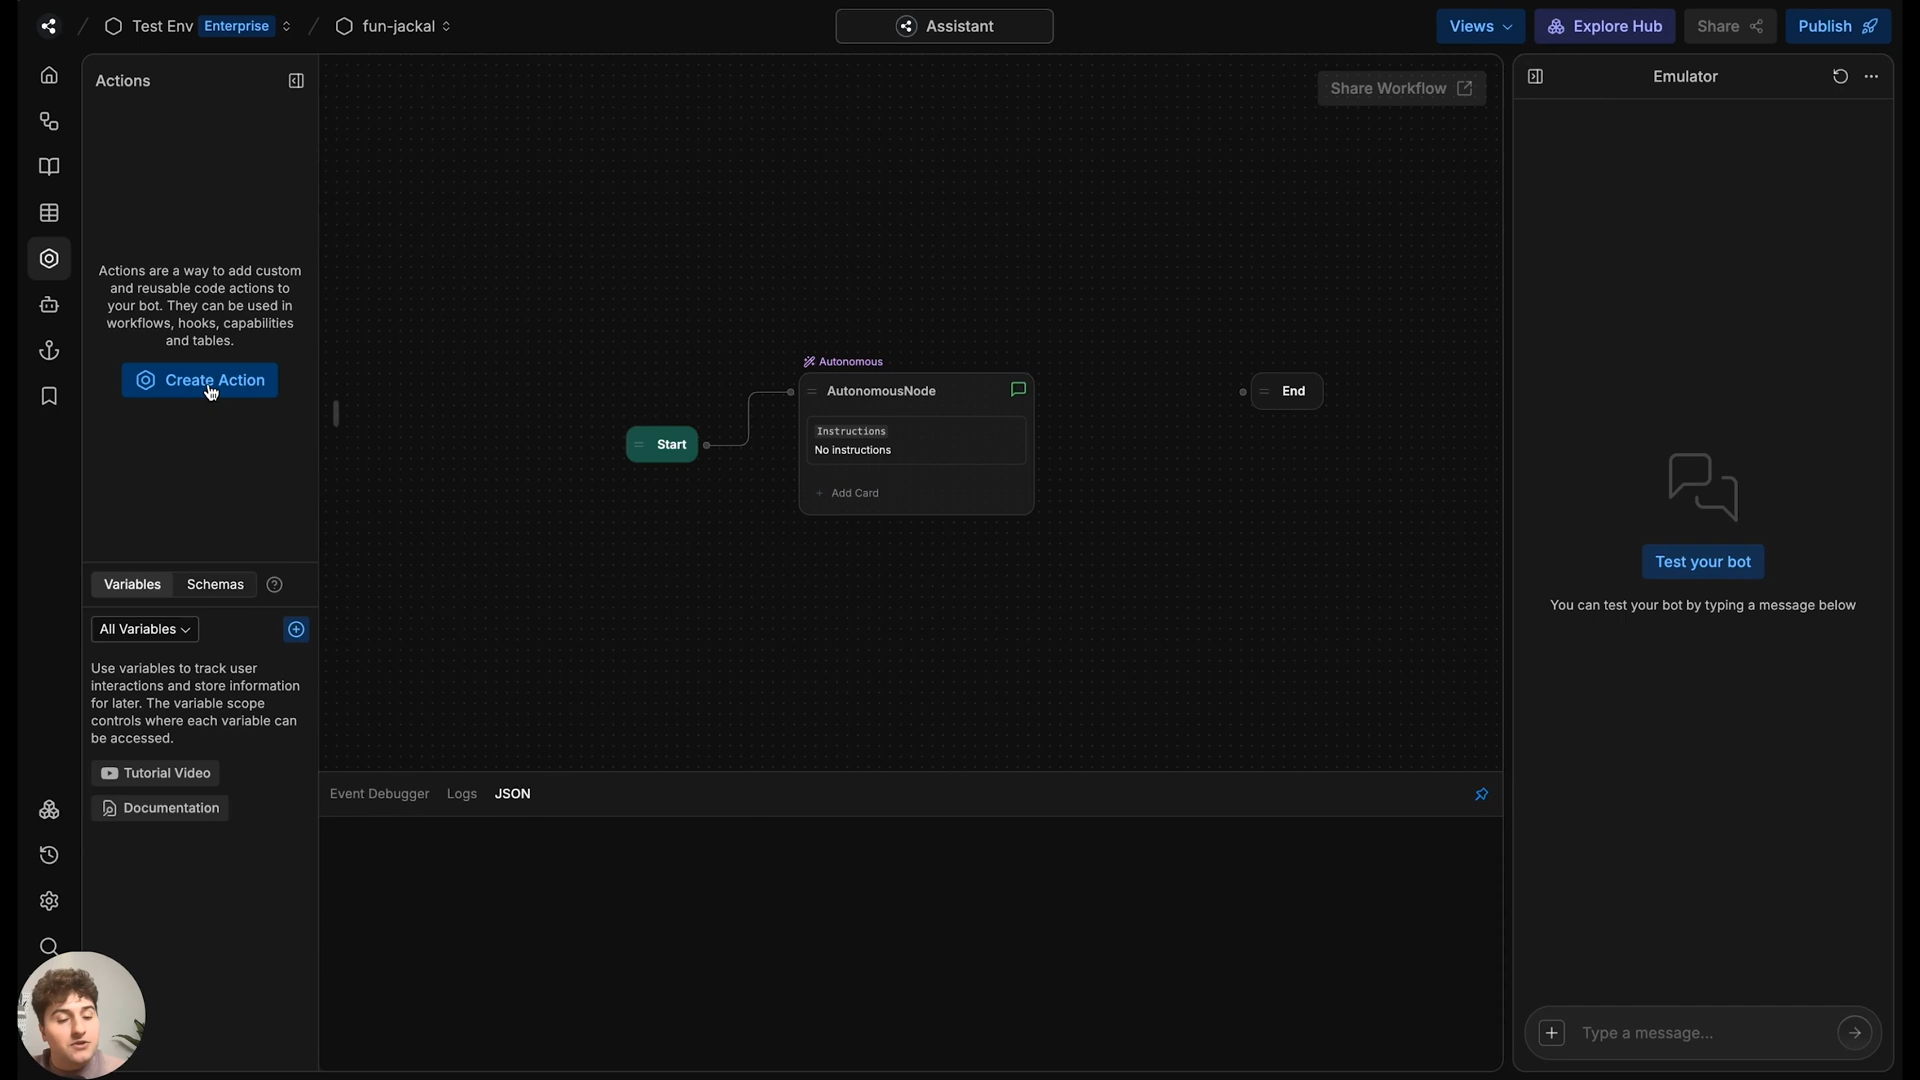 Test Env Enterprise
fun-jackal
Assistant
Views
Explore Hub
Share
Publish
Actions
Actions are a way to add custom
and reusable code actions to
your bot. They can be used in
workflows, hooks, capabilities
and tables.
Create Action
Variables
Schemas
All Variables
Use variables to track user
interactions and store information
for later. The variable scope
controls where each variable can
be accessed.
Tutorial Video
Documentation
Share Workflow
Start
Autonomous
AutonomousNode
Instructions
No instructions
+ Add Card
End
Event Debugger
Logs
JSON
Emulator
Test your bot
You can test your bot by typing a message below
Type a message...